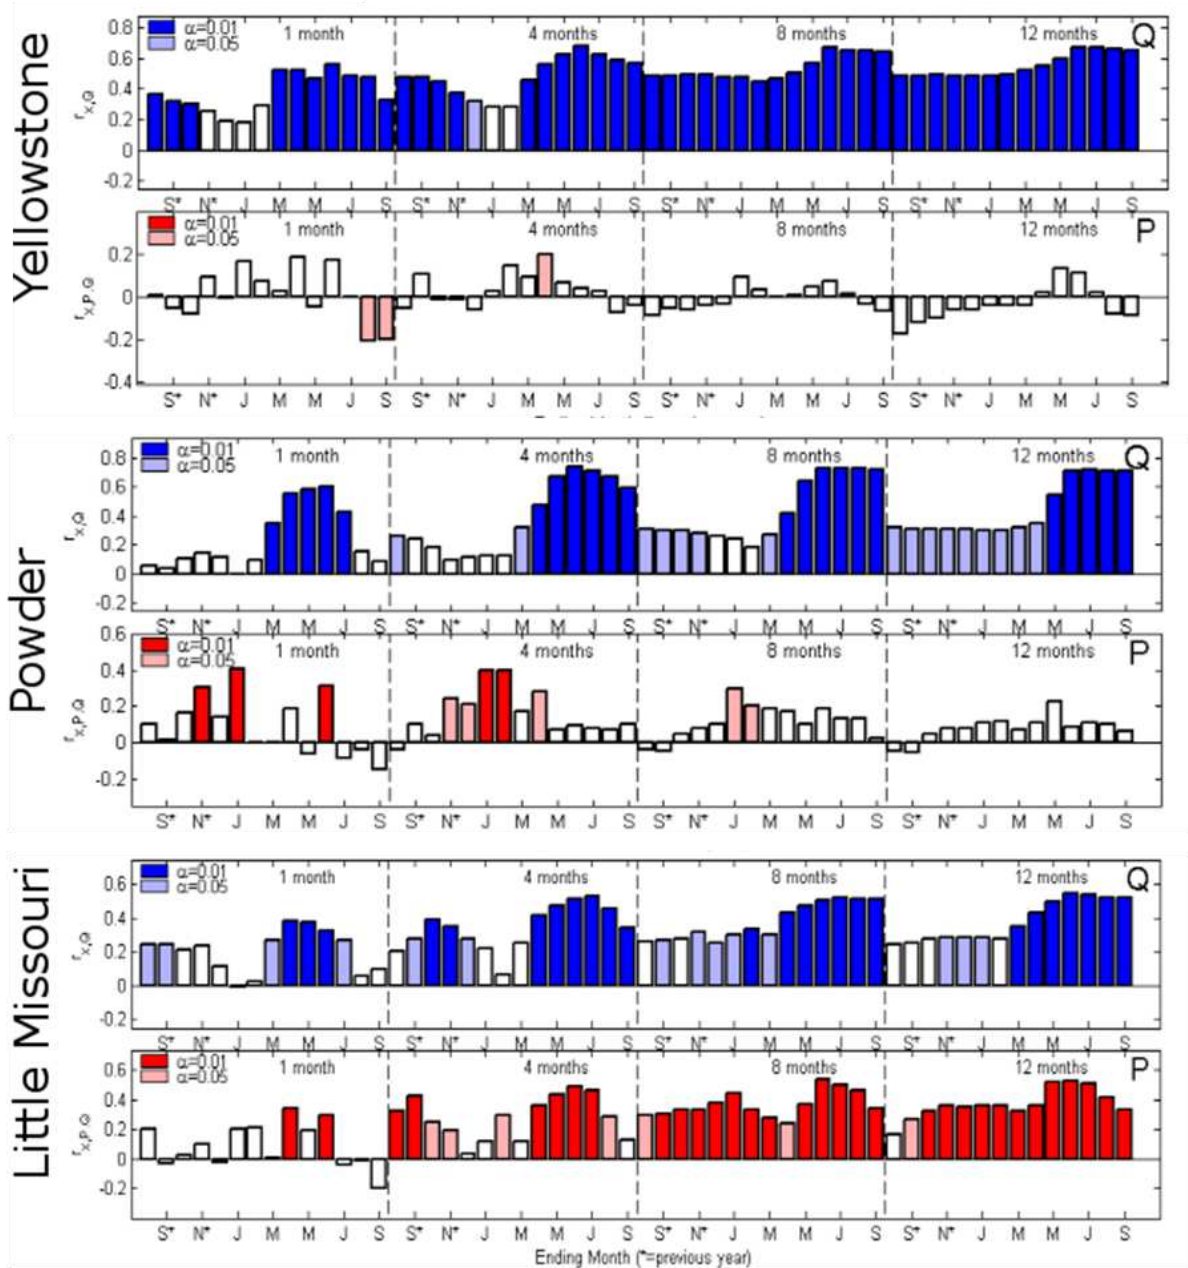 Yellowstone
α=0.01
α=0.05
1 month 4 months 8 months 12 months Q
0.8
0.6
0.4
0.2
0
-0.2
r_X,Q
S* N* J M M J S S* N* J M M J S S* N* J M M J S S* N* J M M J S
α=0.01
α=0.05
1 month 4 months 8 months 12 months P
0.2
0
-0.2
-0.4
r_X,P.Q
S* N* J M M J S S* N* J M M J S S* N* J M M J S S* N* J M M J S
Powder
α=0.01
α=0.05
1 month 4 months 8 months 12 months Q
0.8
0.6
0.4
0.2
0
-0.2
r_X,Q
S* N* J M M J S S* N* J M M J S S* N* J M M J S S* N* J M M J S
α=0.01
α=0.05
1 month 4 months 8 months 12 months P
0.6
0.4
0.2
0
-0.2
r_X,P.Q
S* N* J M M J S S* N* J M M J S S* N* J M M J S S* N* J M M J S
Little Missouri
α=0.01
α=0.05
1 month 4 months 8 months 12 months Q
0.6
0.4
0.2
0
-0.2
r_X,Q
S* N* J M M J S S* N* J M M J S S* N* J M M J S S* N* J M M J S
α=0.01
α=0.05
1 month 4 months 8 months 12 months P
0.6
0.4
0.2
0
-0.2
r_X,P.Q
S* N* J M M J S S* N* J M M J S S* N* J M M J S S* N* J M M J S
Ending Month (*=previous year)